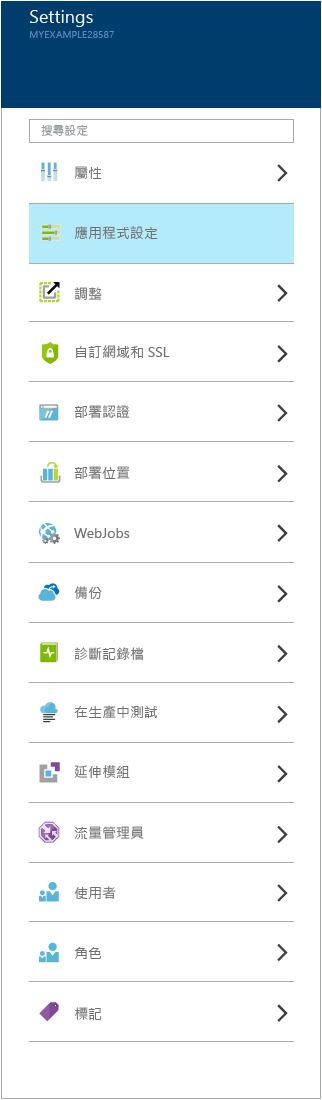 Settings
MYEXAMPLE28587
搜尋設定
屬性
應用程式設定
調整
自訂網域和 SSL
部署認證
部署位置
WebJobs
備份
診斷記錄檔
在生產中測試
延伸模組
流量管理員
使用者
角色
標記